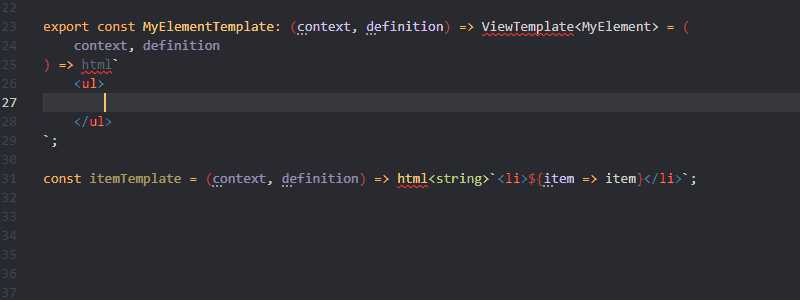 22
23 export const MyElementTemplate: (context, definition) => ViewTemplate<MyElement> = (
24     context, definition
25 ) => html`
26     <ul>
27
28     </ul>
29 `;
30
31 const itemTemplate = (context, definition) => html<string>`<li>${item => item}</li>`;
32
33
34
35
36
37